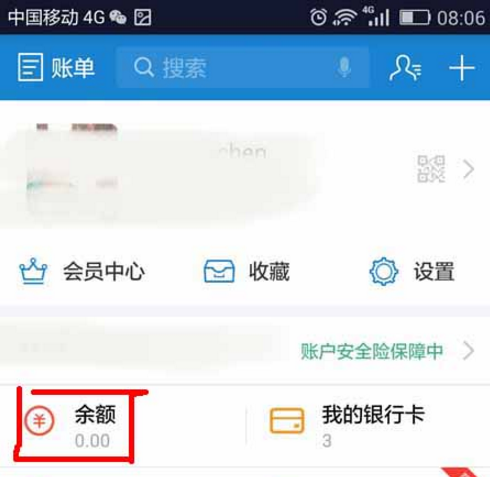 中国移动 4G 4G 08:06
账单 搜索
chen
会员中心 收藏 设置
账户安全险保障中
余额 我的银行卡
0.00 3